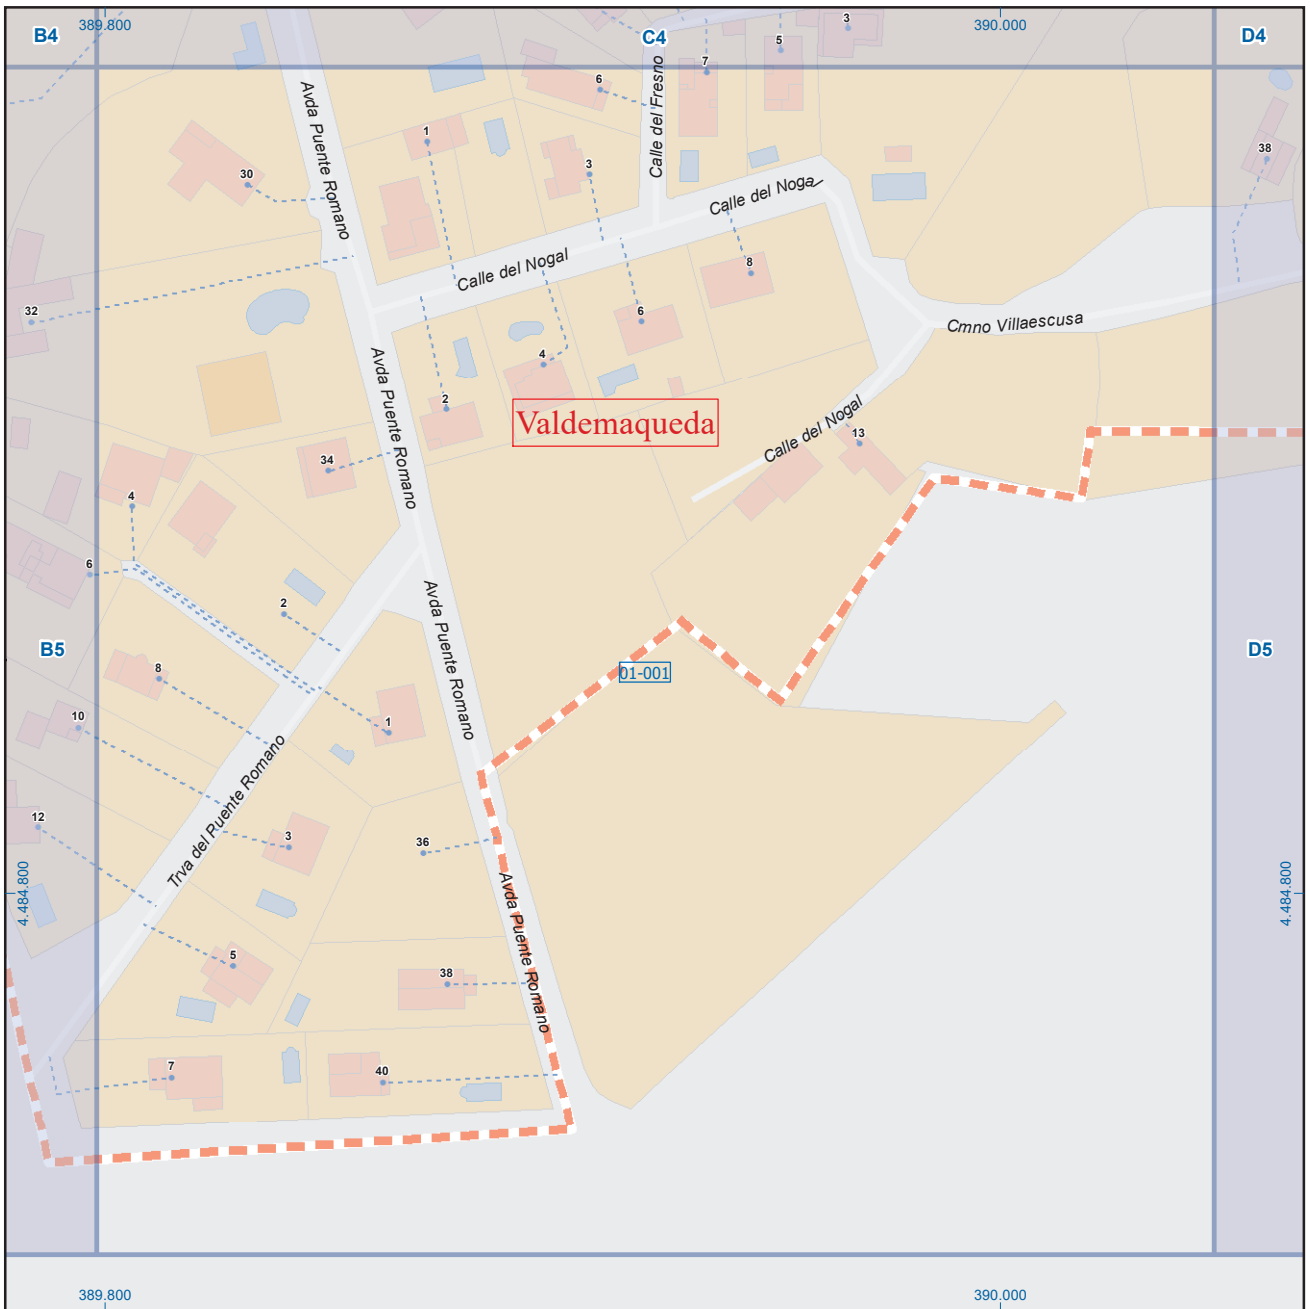 389.800
390.000
B4
C4
D4
3
5
7
6
Calle del Fresno
Avda Puente Romano
1
3
38
30
Calle del Noga
Calle del Nogal
8
32
6
Cmno Villaescusa
Avda Puente Romano
4
2
Valdemaqueda
Calle del Nogal
13
34
4
6
2
Avda Puente Romano
B5
D5
01-001
8
10
1
Trva del Puente Romano
12
3
36
4.484.800
4.484.800
Avda Puente Romano
5
38
7
40
389.800
390.000